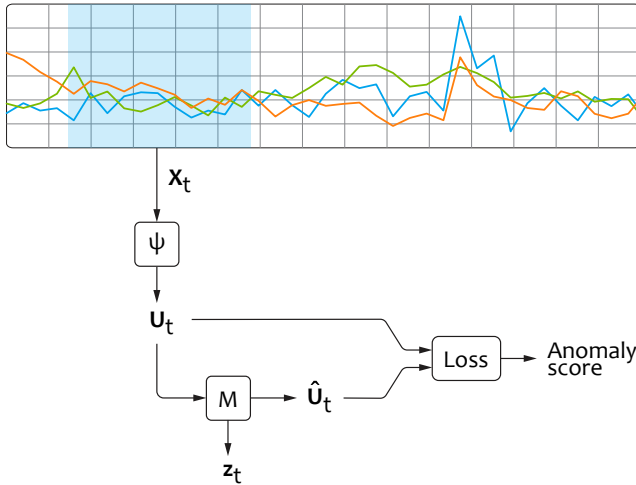 X_t
ψ
U_t
Loss
Anomaly
score
M
Û_t
z_t